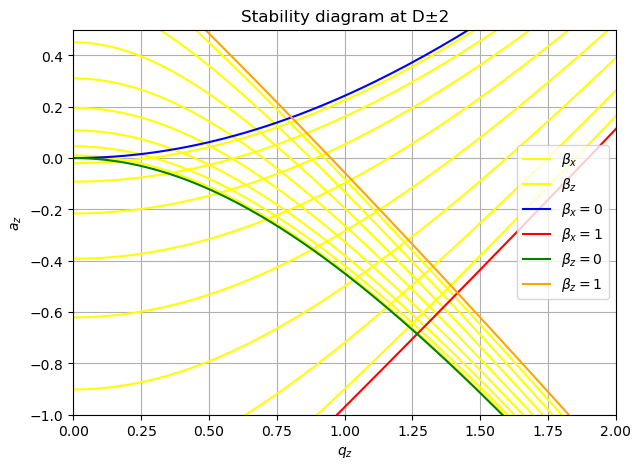 Stability diagram at D±2
0.4
0.2
0.0
−0.2
−0.4
−0.6
−0.8
−1.0
a_z
β_x
β_z
β_x = 0
β_x = 1
β_z = 0
β_z = 1
0.00 0.25 0.50 0.75 1.00 1.25 1.50 1.75 2.00
q_z